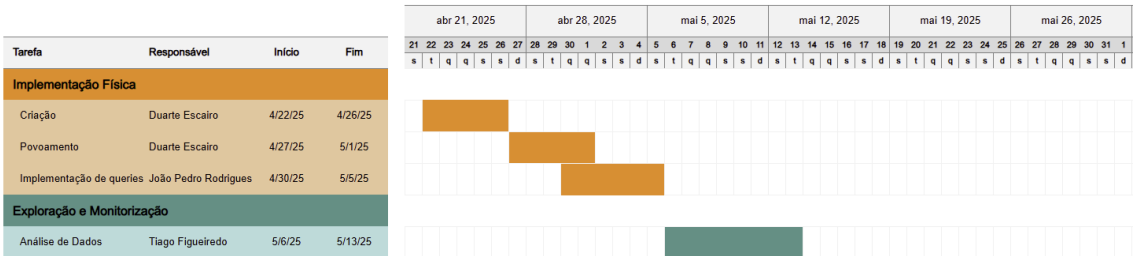 abr 21, 2025 abr 28, 2025 mai 5, 2025 mai 12, 2025 mai 19, 2025 mai 26, 2025
21 22 23 24 25 26 27 28 29 30 1 2 3 4 5 6 7 8 9 10 11 12 13 14 15 16 17 18 19 20 21 22 23 24 25 26 27 28 29 30 31 1
Tarefa Responsável Início Fim
s t q q s s d s t q q s s d s t q q s s d s t q q s s d s t q q s s d s t q q s s d
Implementação Física
Criação Duarte Escairo 4/22/25 4/26/25
Povoamento Duarte Escairo 4/27/25 5/1/25
Implementação de queries João Pedro Rodrigues 4/30/25 5/5/25
Exploração e Monitorização
Análise de Dados Tiago Figueiredo 5/6/25 5/13/25